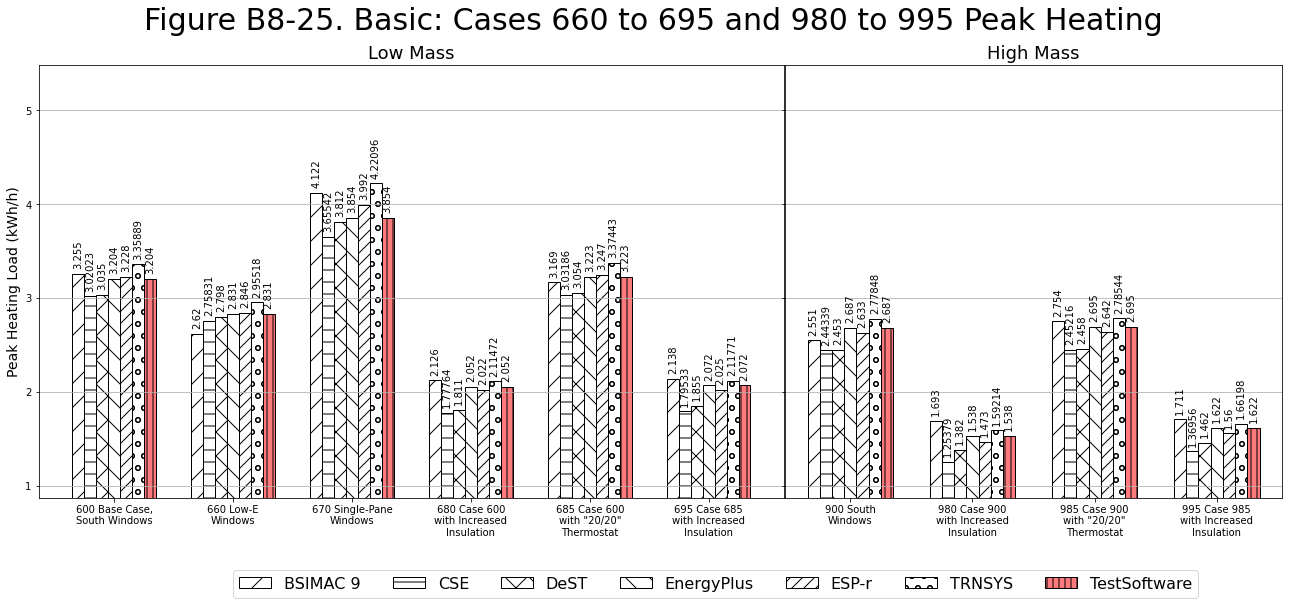 Figure B8-25. Basic: Cases 660 to 695 and 980 to 995 Peak Heating
Low Mass
High Mass
Peak Heating Load (kWh/h)
5
4
3
2
1
3.255
3.02023
3.035
3.204
3.228
3.35889
3.204
2.62
2.75831
2.798
2.831
2.846
2.95518
2.831
4.122
3.65542
3.812
3.854
3.992
4.22096
3.854
2.126
1.77764
1.811
2.052
2.022
2.11472
2.052
3.169
3.03186
3.054
3.223
3.247
3.37443
3.223
2.138
1.79533
1.855
2.072
2.025
2.11771
2.072
2.551
2.44339
2.453
2.687
2.633
2.77848
2.687
1.693
1.25379
1.382
1.538
1.473
1.59214
1.538
2.754
2.45216
2.458
2.695
2.642
2.78544
2.695
1.711
1.36956
1.462
1.622
1.56
1.66198
1.622
600 Base Case,
South Windows
660 Low-E
Windows
670 Single-Pane
Windows
680 Case 600
with Increased
Insulation
685 Case 600
with "20/20"
Thermostat
695 Case 685
with Increased
Insulation
900 South
Windows
980 Case 900
with Increased
Insulation
985 Case 900
with "20/20"
Thermostat
995 Case 985
with Increased
Insulation
BSIMAC 9
CSE
DeST
EnergyPlus
ESP-r
TRNSYS
TestSoftware